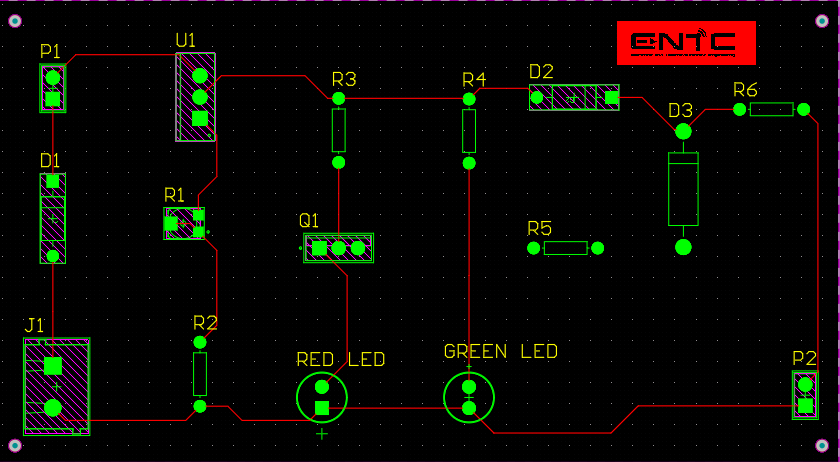 ENTC
P1
U1
R3
R4
D2
R6
D3
D1
R1
Q1
R5
J1
R2
RED LED
GREEN LED
P2